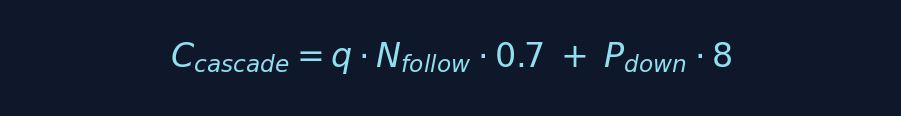 C_cascade = q · N_follow · 0.7 + P_down · 8